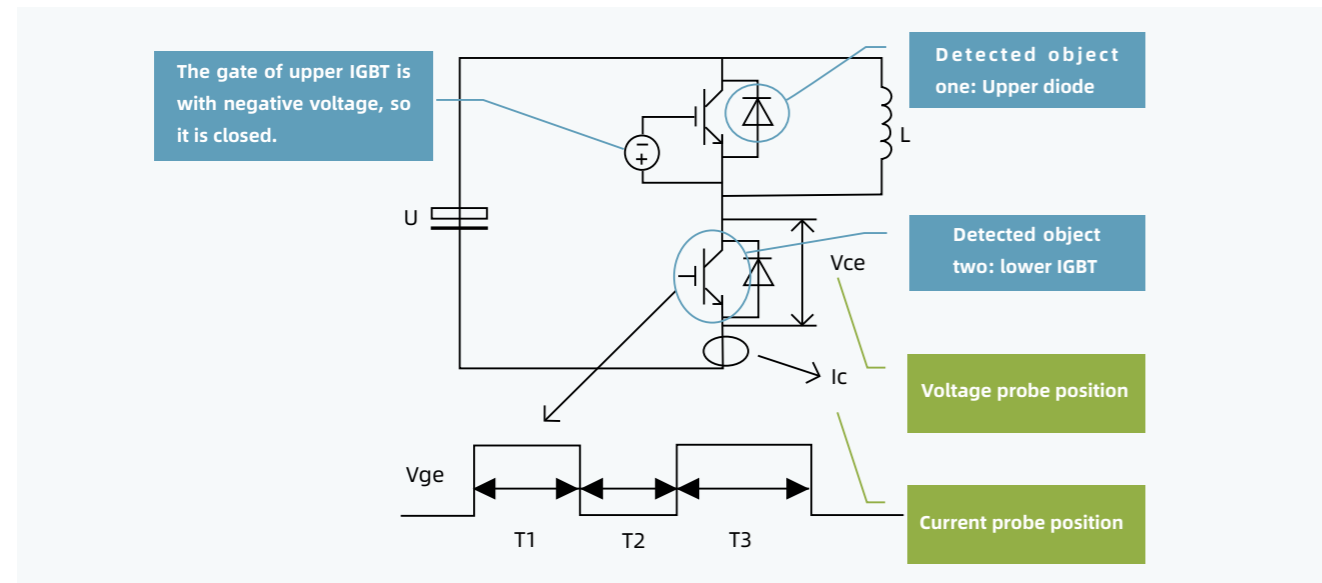 The gate of upper IGBT is
with negative voltage, so
it is closed.
Detected object
one: Upper diode
L
U
Detected object
two: lower IGBT
Vce
Voltage probe position
Ic
Vge
Current probe position
T1
T2
T3